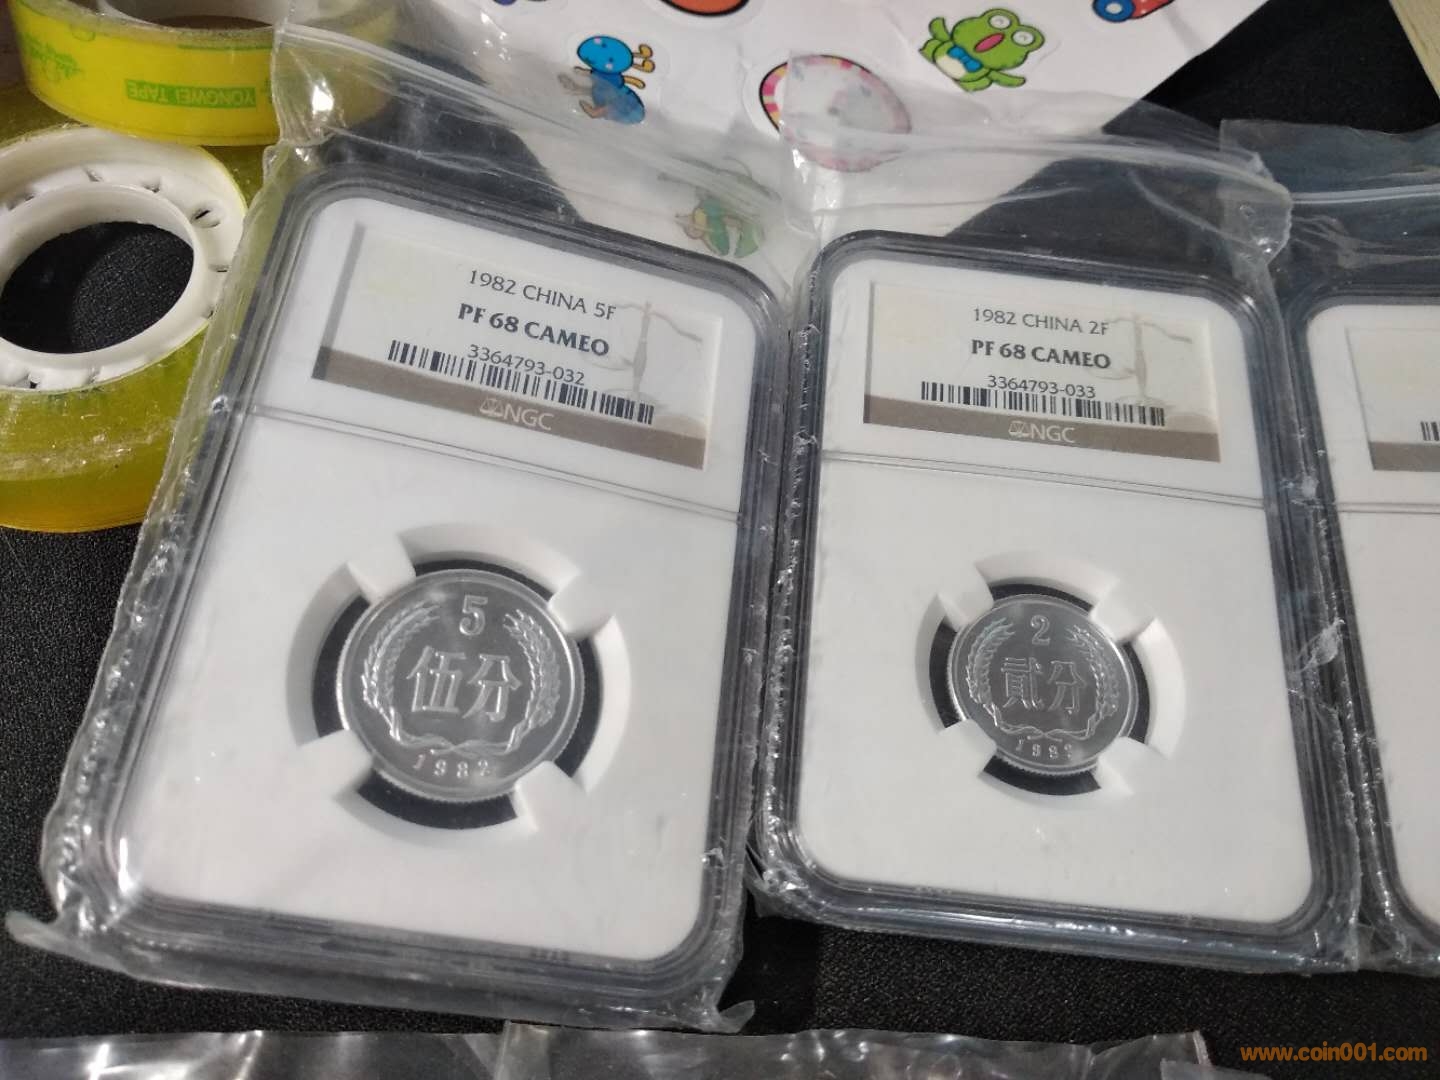 YONGWEI TAPE
1982 CHINA 5F
PF 68 CAMEO
3364793-032
NGC
5
伍分
1982
1982 CHINA 2F
PF 68 CAMEO
3364793-033
NGC
2
贰分
1982
www.coin001.com